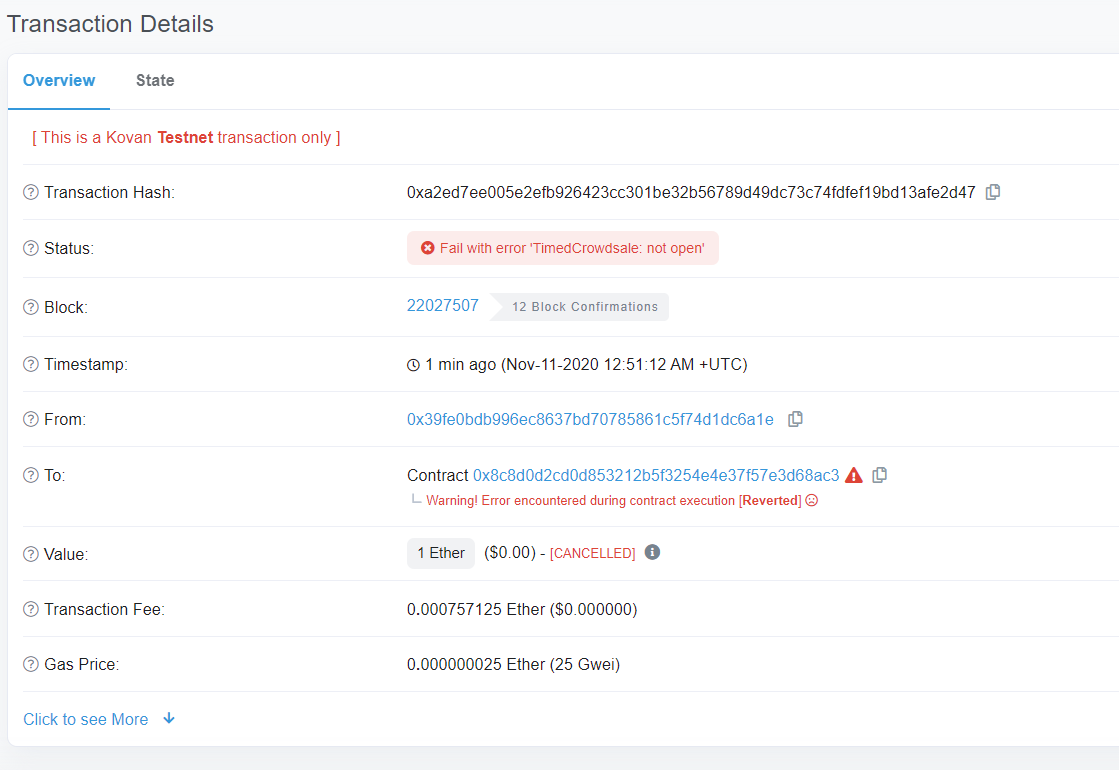 Transaction Details
Overview State
[ This is a Kovan Testnet transaction only ]
Transaction Hash: 0xa2ed7ee005e2efb926423cc301be32b56789d49dc73c74fdfef19bd13afe2d47
Status: Fail with error 'TimedCrowdsale: not open'
Block: 22027507 12 Block Confirmations
Timestamp: 1 min ago (Nov-11-2020 12:51:12 AM +UTC)
From: 0x39fe0bdb996ec8637bd70785861c5f74d1dc6a1e
To: Contract 0x8c8d0d2cd0d853212b5f3254e4e37f57e3d68ac3
Warning! Error encountered during contract execution [Reverted]
Value: 1 Ether ($0.00) - [CANCELLED]
Transaction Fee: 0.000757125 Ether ($0.000000)
Gas Price: 0.000000025 Ether (25 Gwei)
Click to see More